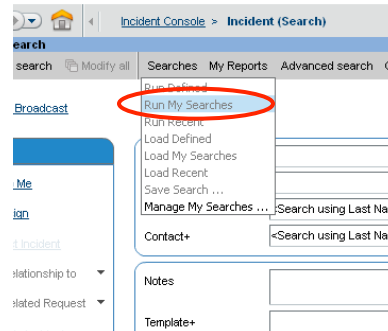 Incident Console > Incident (Search)
earch
search Modify all Searches My Reports Advanced search
Run Defined
Broadcast
Run My Searches
Run Recent
Load Defined
Load My Searches
Me
Load Recent
Save Search ...
ign
Manage My Searches ... <Search using Last Na
t Incident
Contact+ <Search using Last Na
elationship to
Notes
elated Request
Template+